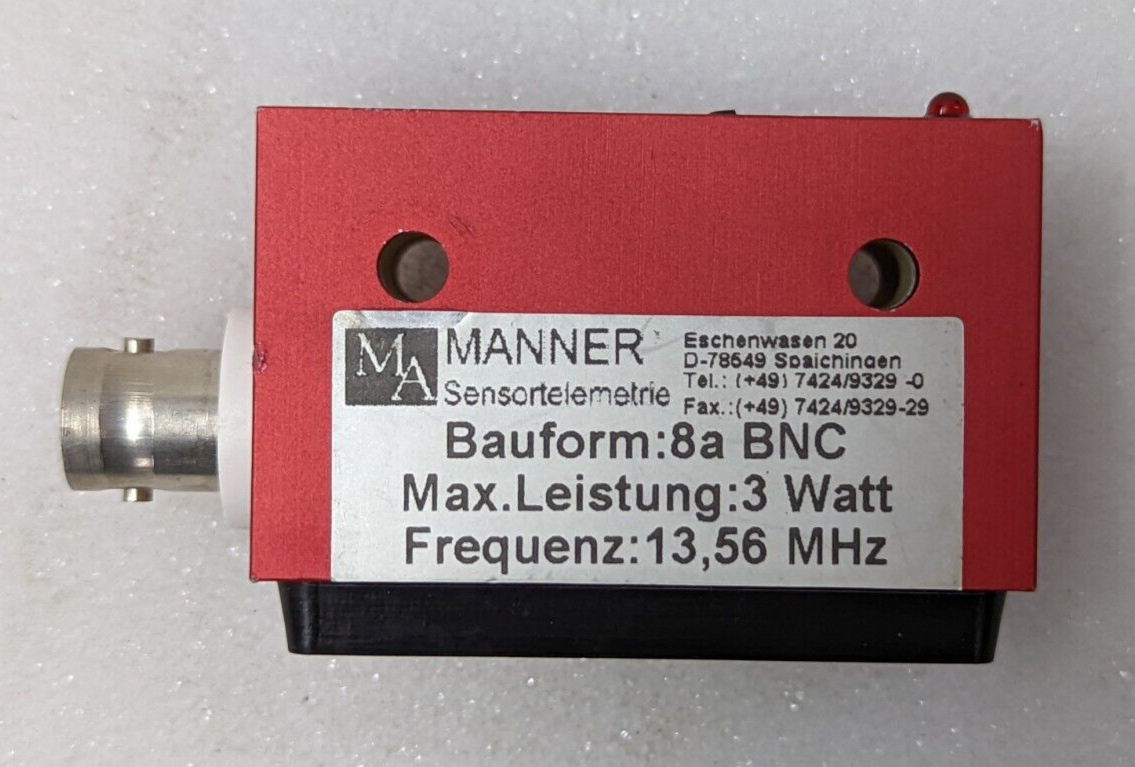 MA MANNER
Sensortelemetrie
Eschenwasen 20
D-78549 Spaichingen
Tel.: (+49) 7424/9329 -0
Fax.:(+49) 7424/9329-29
Bauform:8a BNC
Max.Leistung:3 Watt
Frequenz:13,56 MHz